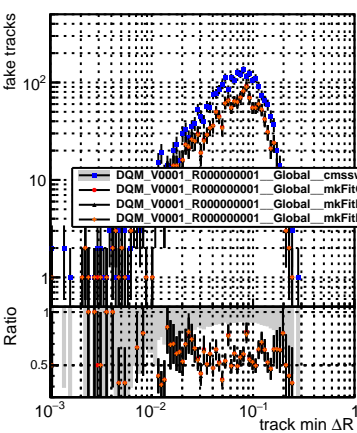 fake tracks
10²
DQM_V0001_R000000001__Global__cmssw
10
DQM_V0001_R000000001__Global__mkFit
DQM_V0001_R000000001__Global__mkFit
DQM_V0001_R000000001__Global__mkFit
1
Ratio
1
0.5
10⁻³ 10⁻² 10⁻¹ 1
track min ΔR